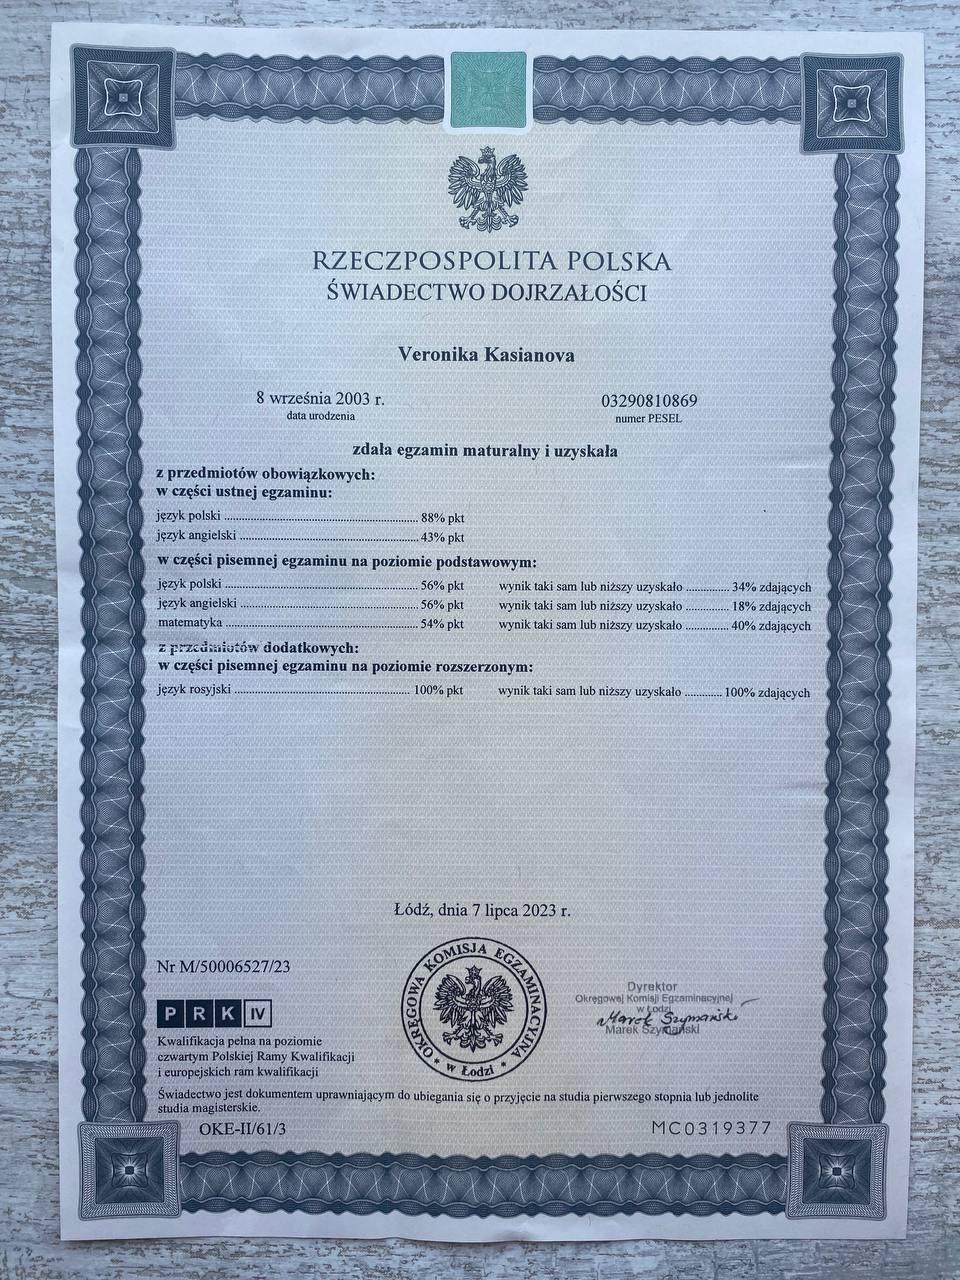 RZECZPOSPOLITA POLSKA
ŚWIADECTWO DOJRZAŁOŚCI
Veronika Kasianova
8 września 2003 r.
data urodzenia
03290810869
numer PESEL
zdała egzamin maturalny i uzyskała
z przedmiotów obowiązkowych:
w części ustnej egzaminu:
język polski ........................ 88% pkt
język angielski ........................ 43% pkt
w części pisemnej egzaminu na poziomie podstawowym:
język polski ........................ 56% pkt wynik taki sam lub niższy uzyskało ............ 34% zdających
język angielski ........................ 56% pkt wynik taki sam lub niższy uzyskało ............ 18% zdających
matematyka ........................ 54% pkt wynik taki sam lub niższy uzyskało ............ 40% zdających
z przedmiotów dodatkowych:
w części pisemnej egzaminu na poziomie rozszerzonym:
język rosyjski ........................ 100% pkt wynik taki sam lub niższy uzyskało ............ 100% zdających
Łódź, dnia 7 lipca 2023 r.
Nr M/50006527/23
PRK IV
Kwalifikacja pełna na poziomie
czwartym Polskiej Ramy Kwalifikacji
i europejskich ram kwalifikacji
OKRĘGOWA KOMISJA EGZAMINACYJNA
* w Łodzi *
Dyrektor
Okręgowej Komisji Egzaminacyjnej
w Łodzi
Marek Szymański
Marek Szymański
Świadectwo jest dokumentem uprawniającym do ubiegania się o przyjęcie na studia pierwszego stopnia lub jednolite
studia magisterskie.
OKE-II/61/3
MC0319377